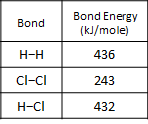 Bond Bond Energy
(kJ/mole)
H–H 436
Cl–Cl 243
H–Cl 432